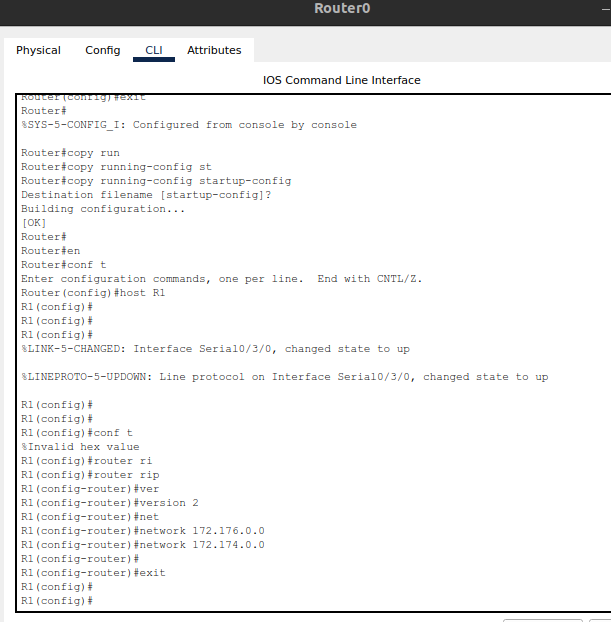 Router0
Physical Config CLI Attributes
IOS Command Line Interface
Router(config)#exit
Router#
%SYS-5-CONFIG_I: Configured from console by console
Router#copy run
Router#copy running-config st
Router#copy running-config startup-config
Destination filename [startup-config]?
Building configuration...
[OK]
Router#
Router#en
Router#conf t
Enter configuration commands, one per line.  End with CNTL/Z.
Router(config)#host R1
R1(config)#
R1(config)#
R1(config)#
%LINK-5-CHANGED: Interface Serial0/3/0, changed state to up
%LINEPROTO-5-UPDOWN: Line protocol on Interface Serial0/3/0, changed state to up
R1(config)#
R1(config)#
R1(config)#conf t
%Invalid hex value
R1(config)#router ri
R1(config)#router rip
R1(config-router)#ver
R1(config-router)#version 2
R1(config-router)#net
R1(config-router)#network 172.176.0.0
R1(config-router)#network 172.174.0.0
R1(config-router)#
R1(config-router)#exit
R1(config)#
R1(config)#